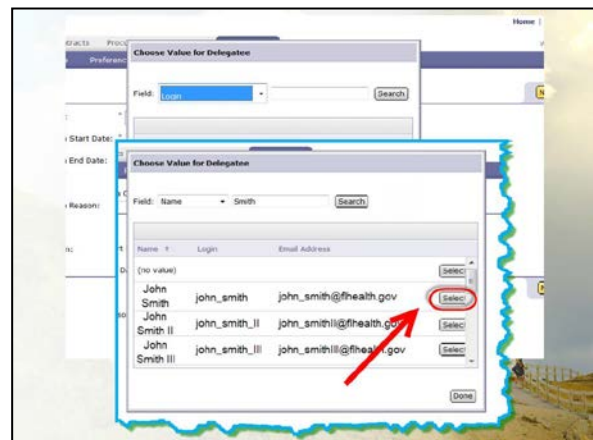 Home |
Procu
Preferenc
Choose Value for Delegatee
Field: Login Search
Start Date:
End Date:
Reason:
Choose Value for Delegatee
Field: Name Smith Search
Name ↑ Login Email Address
(no value) Select
John Smith john_smith john_smith@flhealth.gov Select
John Smith II john_smith_II john_smithII@flhealth.gov Select
John Smith III john_smith_III john_smithIII@flhealth.gov Select
Done